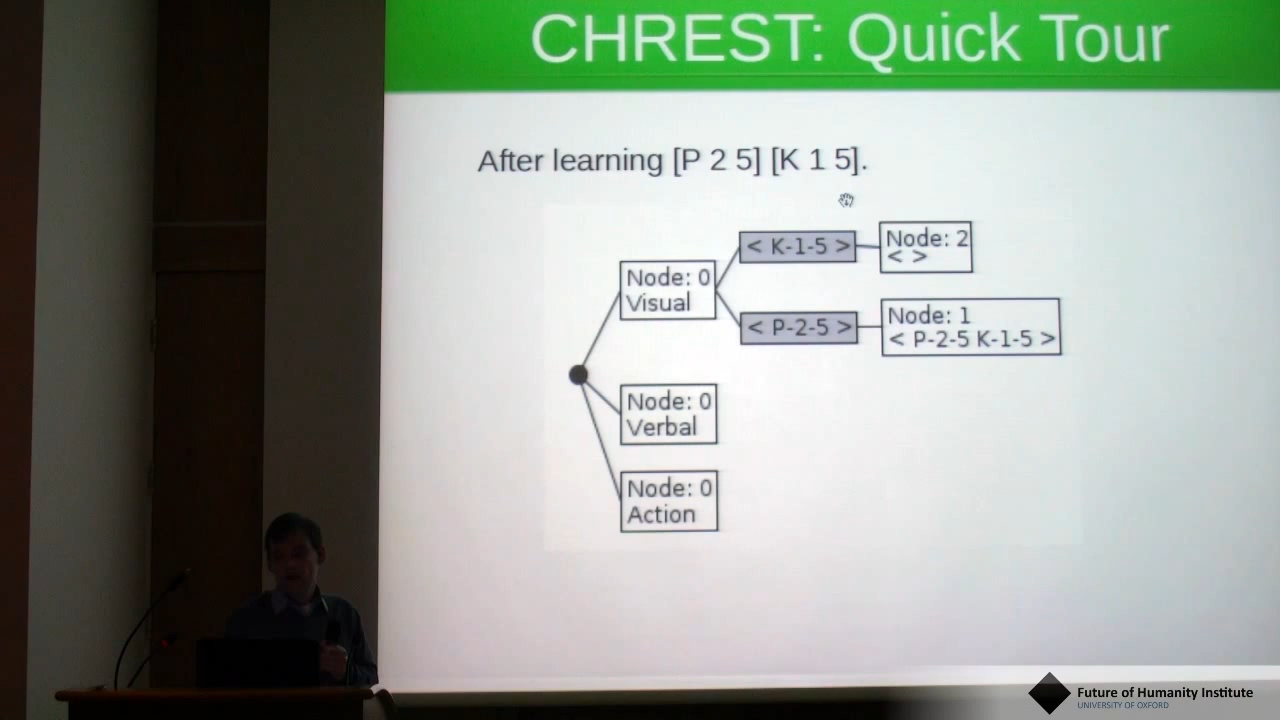 CHREST: Quick Tour
After learning [P 2 5] [K 1 5].
< K-1-5 >
Node: 2
< >
Node: 0
Visual
< P-2-5 >
Node: 1
< P-2-5 K-1-5 >
Node: 0
Verbal
Node: 0
Action
Future of Humanity Institute
UNIVERSITY OF OXFORD